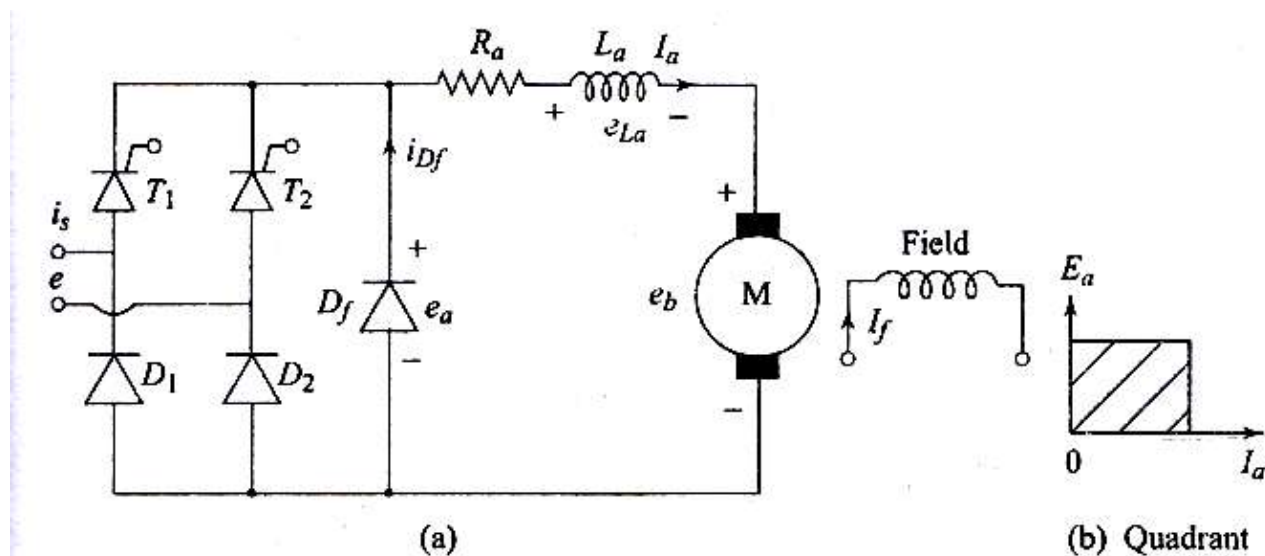 Ra
La
Ia
+
eLa
−
iDf
T1
T2
is
e
+
Df
ea
−
D1
D2
+
eb
M
−
Field
If
Ea
0
Ia
(a)
(b) Quadrant